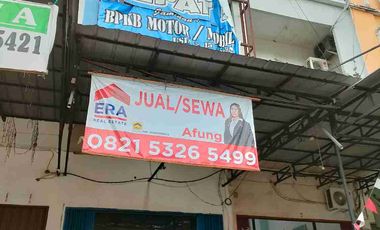 BPKB MOTOR / MOBIL
5421
JUAL/SEWA
ERA
REAL ESTATE
Afung
0821 5326 5499